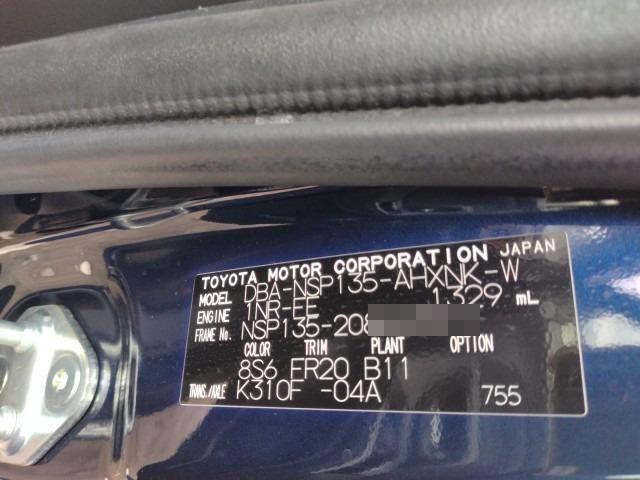 TOYOTA MOTOR CORPORATION JAPAN
MODEL DBA-NSP135-AHXNK-W
ENGINE 1NR-FE 1,329 mL
FRAME No. NSP135-208
COLOR TRIM PLANT OPTION
8S6 FR20 B11
TRANS./AXLE K310F -04A 755